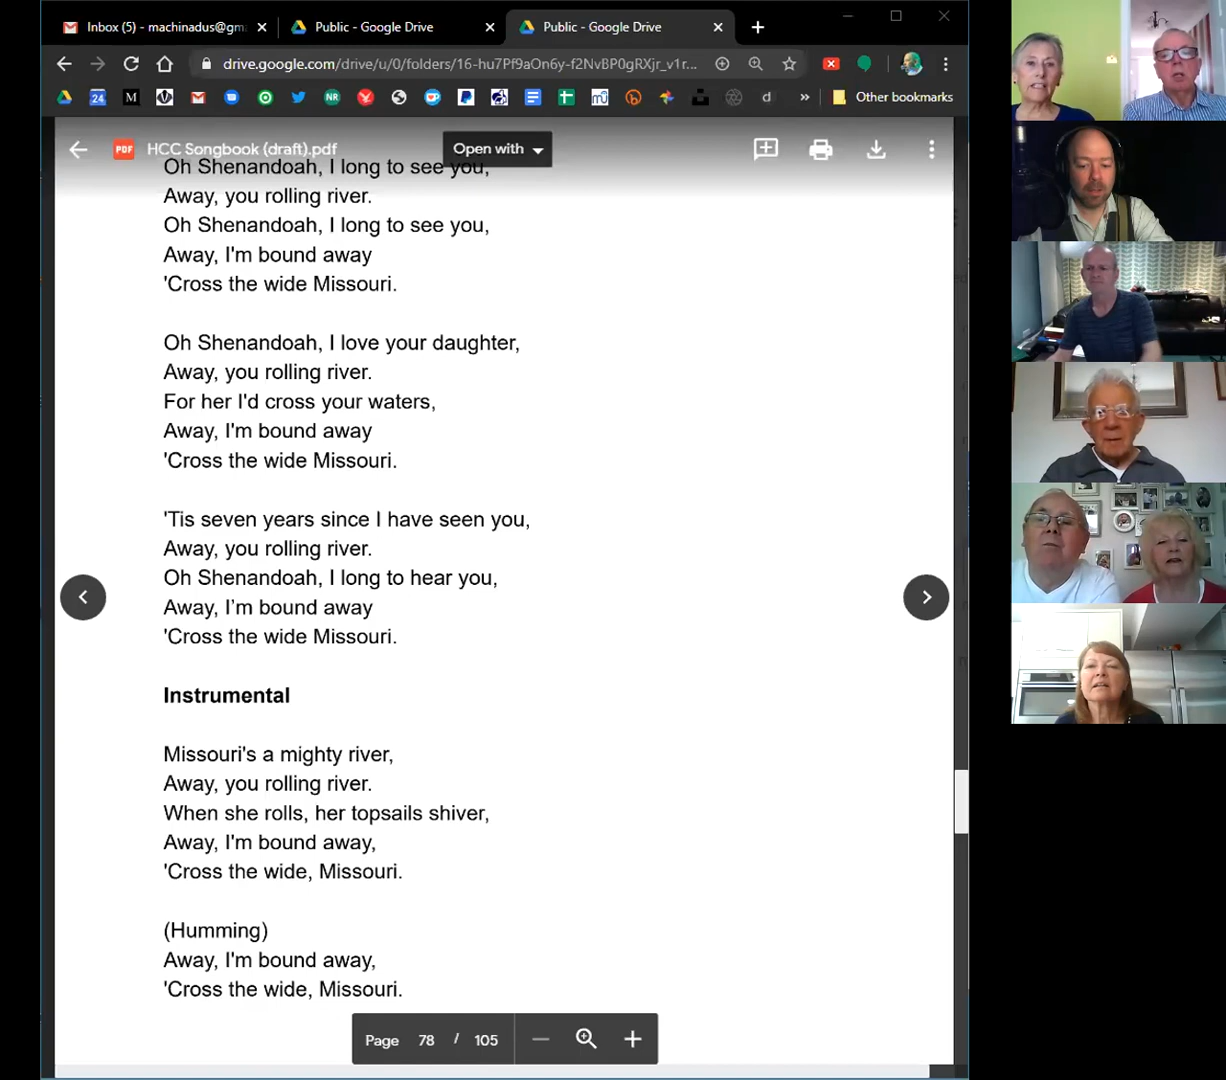 Inbox (5) - machinadus@gm
Public - Google Drive
Public - Google Drive
drive.google.com/drive/u/0/folders/16-hu7Pf9aOn6y-f2NvBP0gRXjr_v1r...
24
M
NR
mü
d
»
Other bookmarks
PDF
HCC Songbook (draft).pdf
Open with
Oh Shenandoah, I long to see you,
Away, you rolling river.
Oh Shenandoah, I long to see you,
Away, I'm bound away
'Cross the wide Missouri.
Oh Shenandoah, I love your daughter,
Away, you rolling river.
For her I'd cross your waters,
Away, I'm bound away
'Cross the wide Missouri.
'Tis seven years since I have seen you,
Away, you rolling river.
Oh Shenandoah, I long to hear you,
Away, I’m bound away
'Cross the wide Missouri.
Instrumental
Missouri's a mighty river,
Away, you rolling river.
When she rolls, her topsails shiver,
Away, I'm bound away,
'Cross the wide, Missouri.
(Humming)
Away, I'm bound away,
'Cross the wide, Missouri.
Page 78 / 105